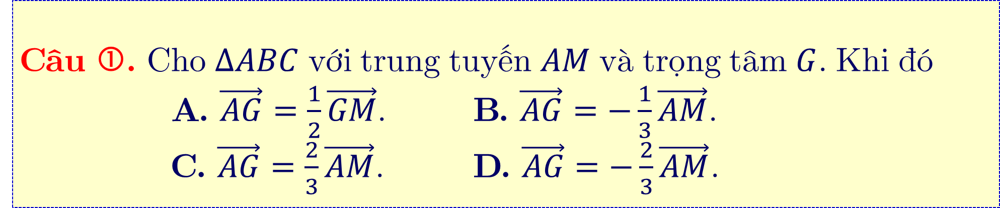 Câu ①. Cho ΔABC với trung tuyến AM và trọng tâm G. Khi đó
A. $\overrightarrow{AG} = \frac{1}{2}\overrightarrow{GM}$. B. $\overrightarrow{AG} = -\frac{1}{3}\overrightarrow{AM}$.
C. $\overrightarrow{AG} = \frac{2}{3}\overrightarrow{AM}$. D. $\overrightarrow{AG} = -\frac{2}{3}\overrightarrow{AM}$.